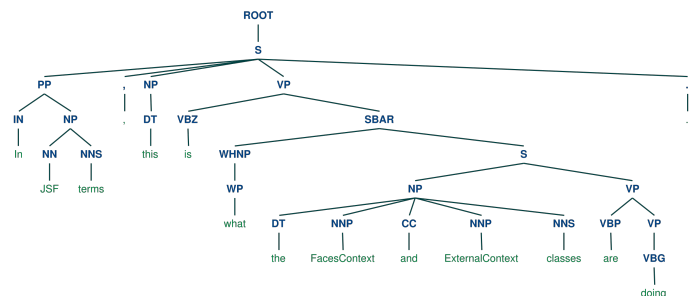 ROOT
S
PP , NP VP .
IN NP , DT VBZ SBAR .
In NN NNS this is WHNP S
JSF terms WP NP VP
what DT NNP CC NNP NNS VBP VP
the FacesContext and ExternalContext classes are VBG
doing